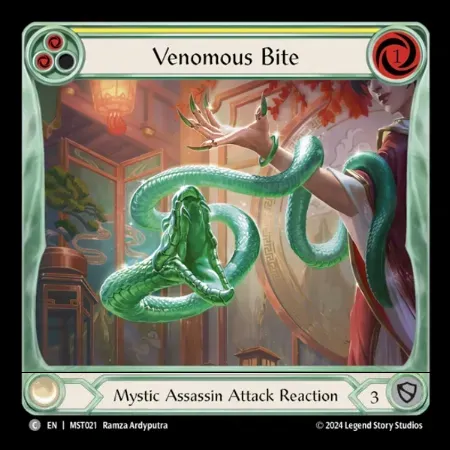 Venomous Bite
1
Mystic Assassin Attack Reaction
3
C EN | MST021 Ramza Ardyputra
© 2024 Legend Story Studios